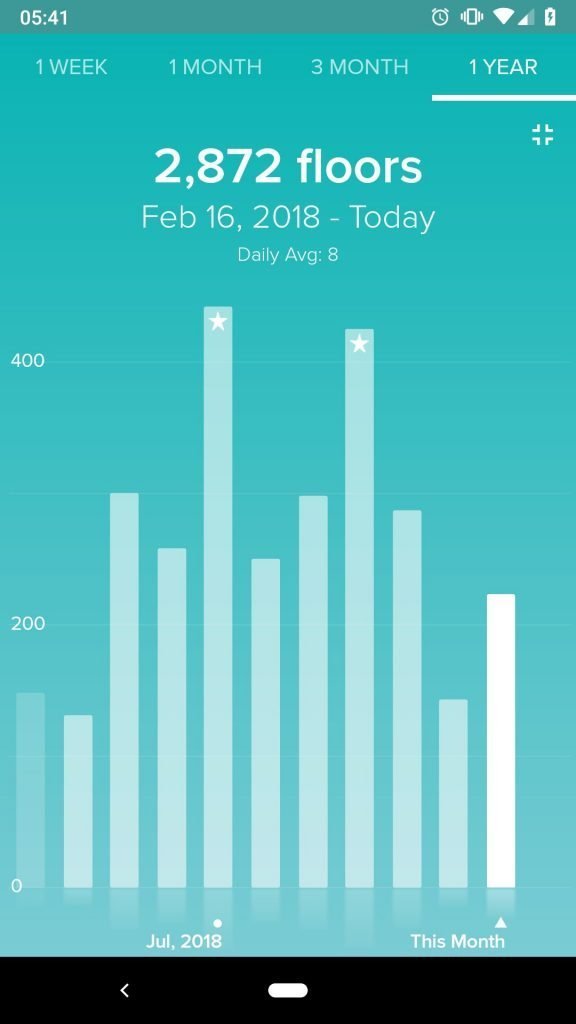 05:41
1 WEEK 1 MONTH 3 MONTH 1 YEAR
2,872 floors
Feb 16, 2018 - Today
Daily Avg: 8
400
200
0
Jul, 2018 This Month